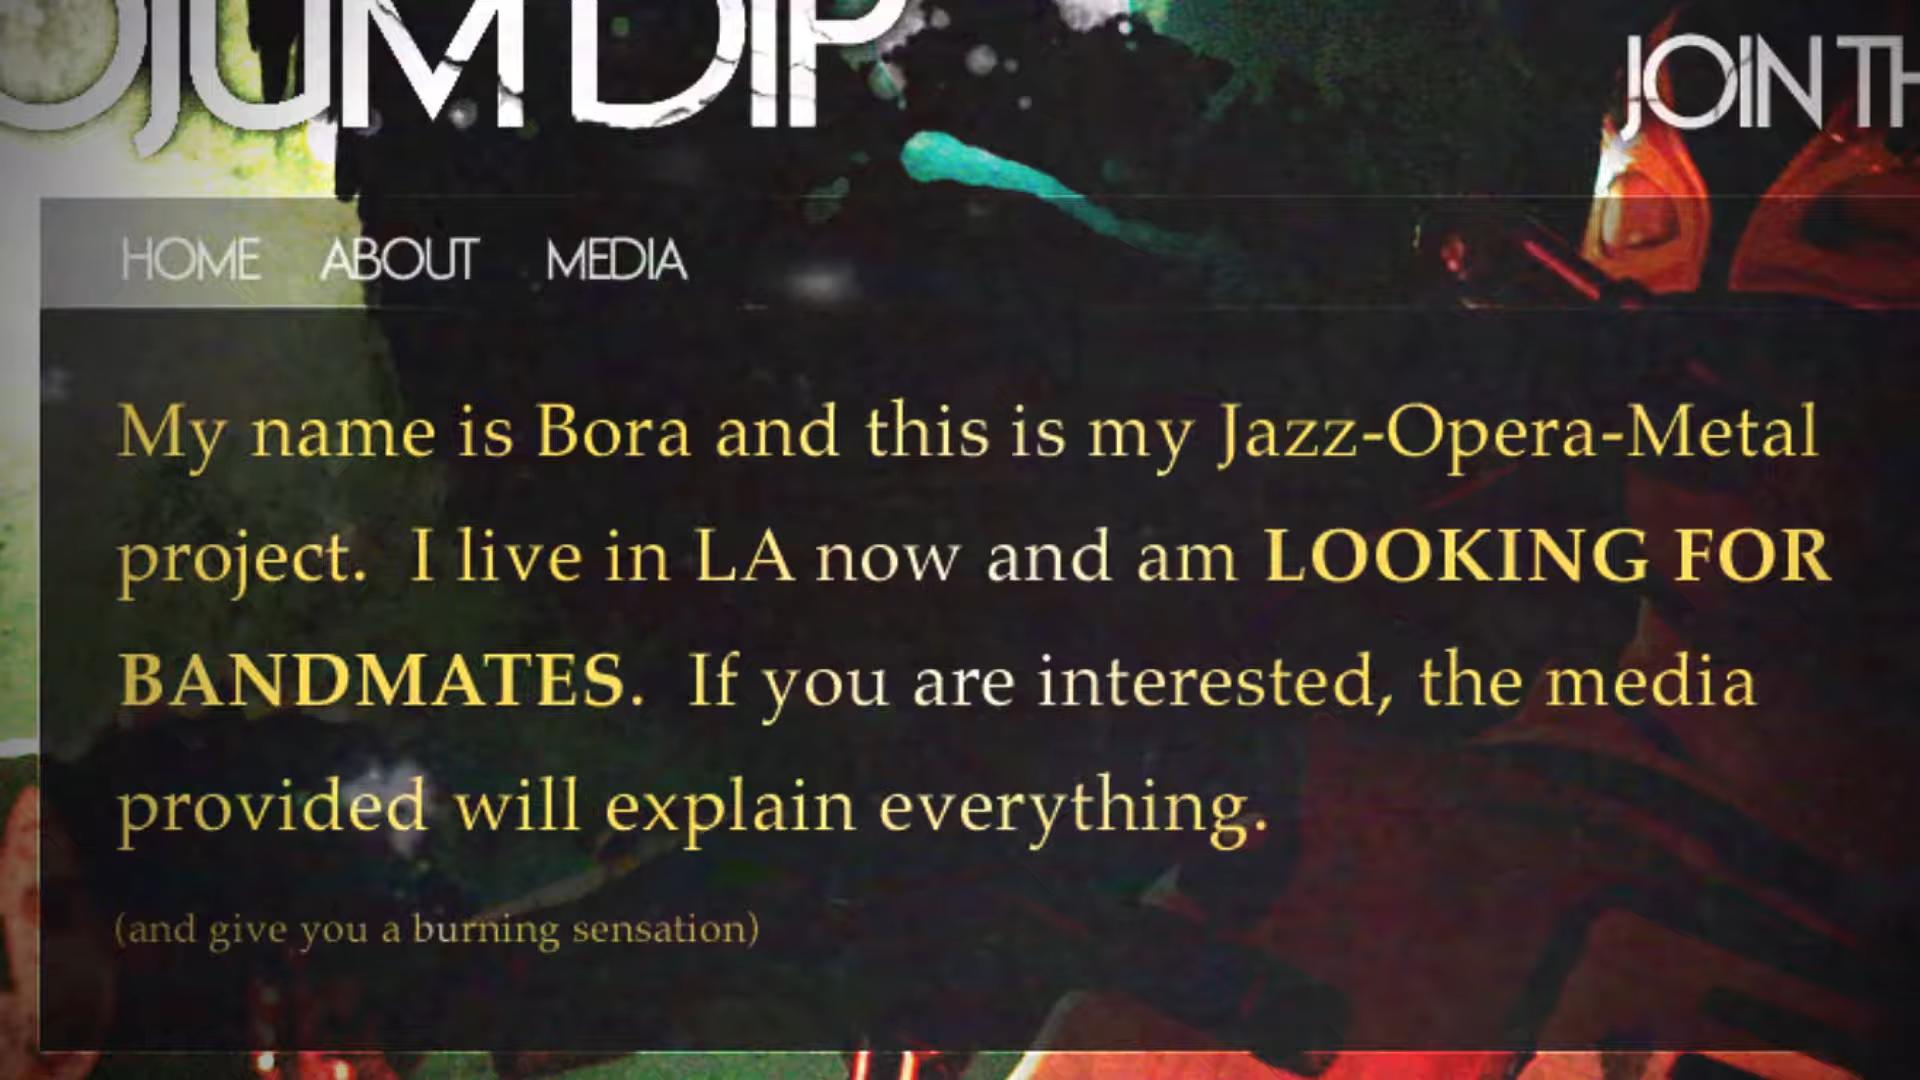 DIP
HOME ABOUT MEDIA
My name is Bora and this is my Jazz-Opera-Metal
project. I live in LA now and am LOOKING FOR
BANDMATES. If you are interested, the media
provided will explain everything.
(and give you a burning sensation)
JOIN